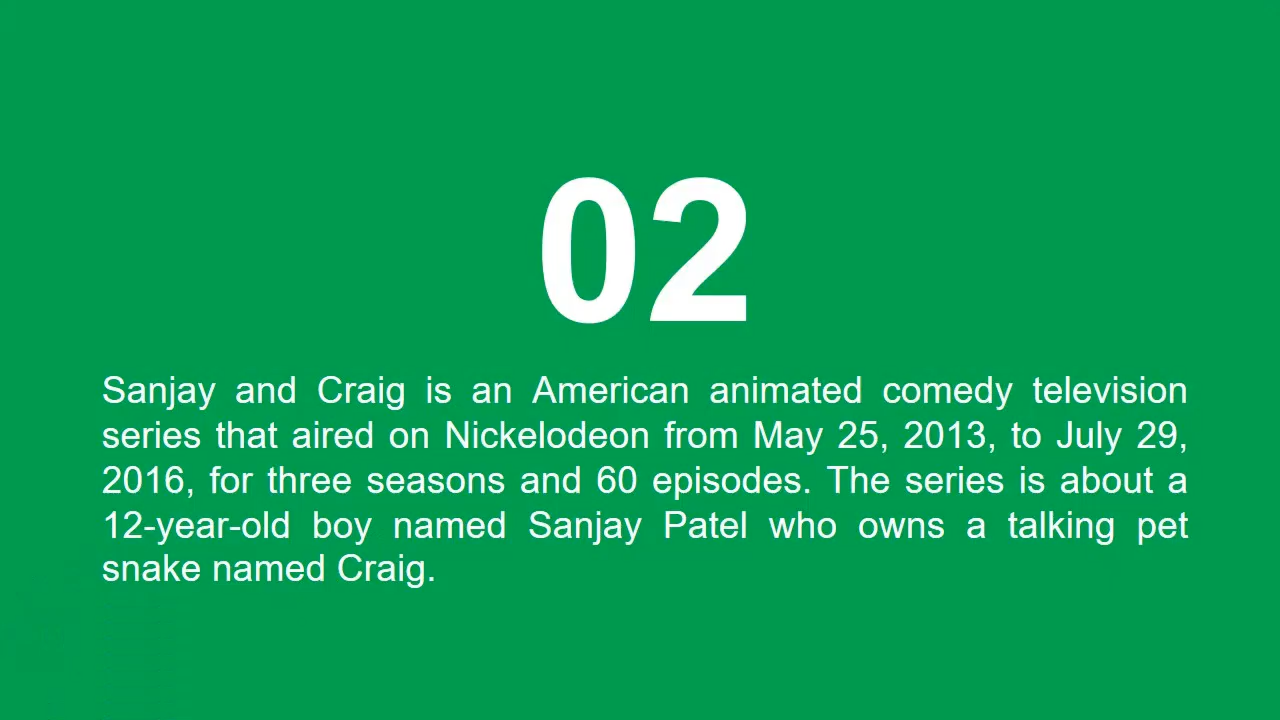 02
Sanjay and Craig is an American animated comedy television
series that aired on Nickelodeon from May 25, 2013, to July 29,
2016, for three seasons and 60 episodes. The series is about a
12-year-old boy named Sanjay Patel who owns a talking pet
snake named Craig.